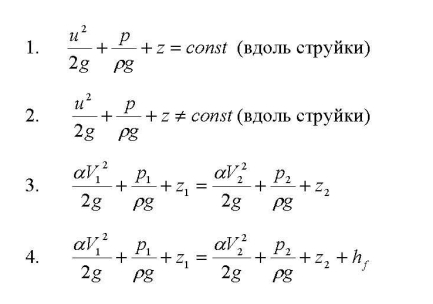 1. u²/2g + p/ρg + z = const (вдоль струйки)
2. u²/2g + p/ρg + z ≠ const (вдоль струйки)
3. αV₁²/2g + p₁/ρg + z₁ = αV₂²/2g + p₂/ρg + z₂
4. αV₁²/2g + p₁/ρg + z₁ = αV₂²/2g + p₂/ρg + z₂ + h_f